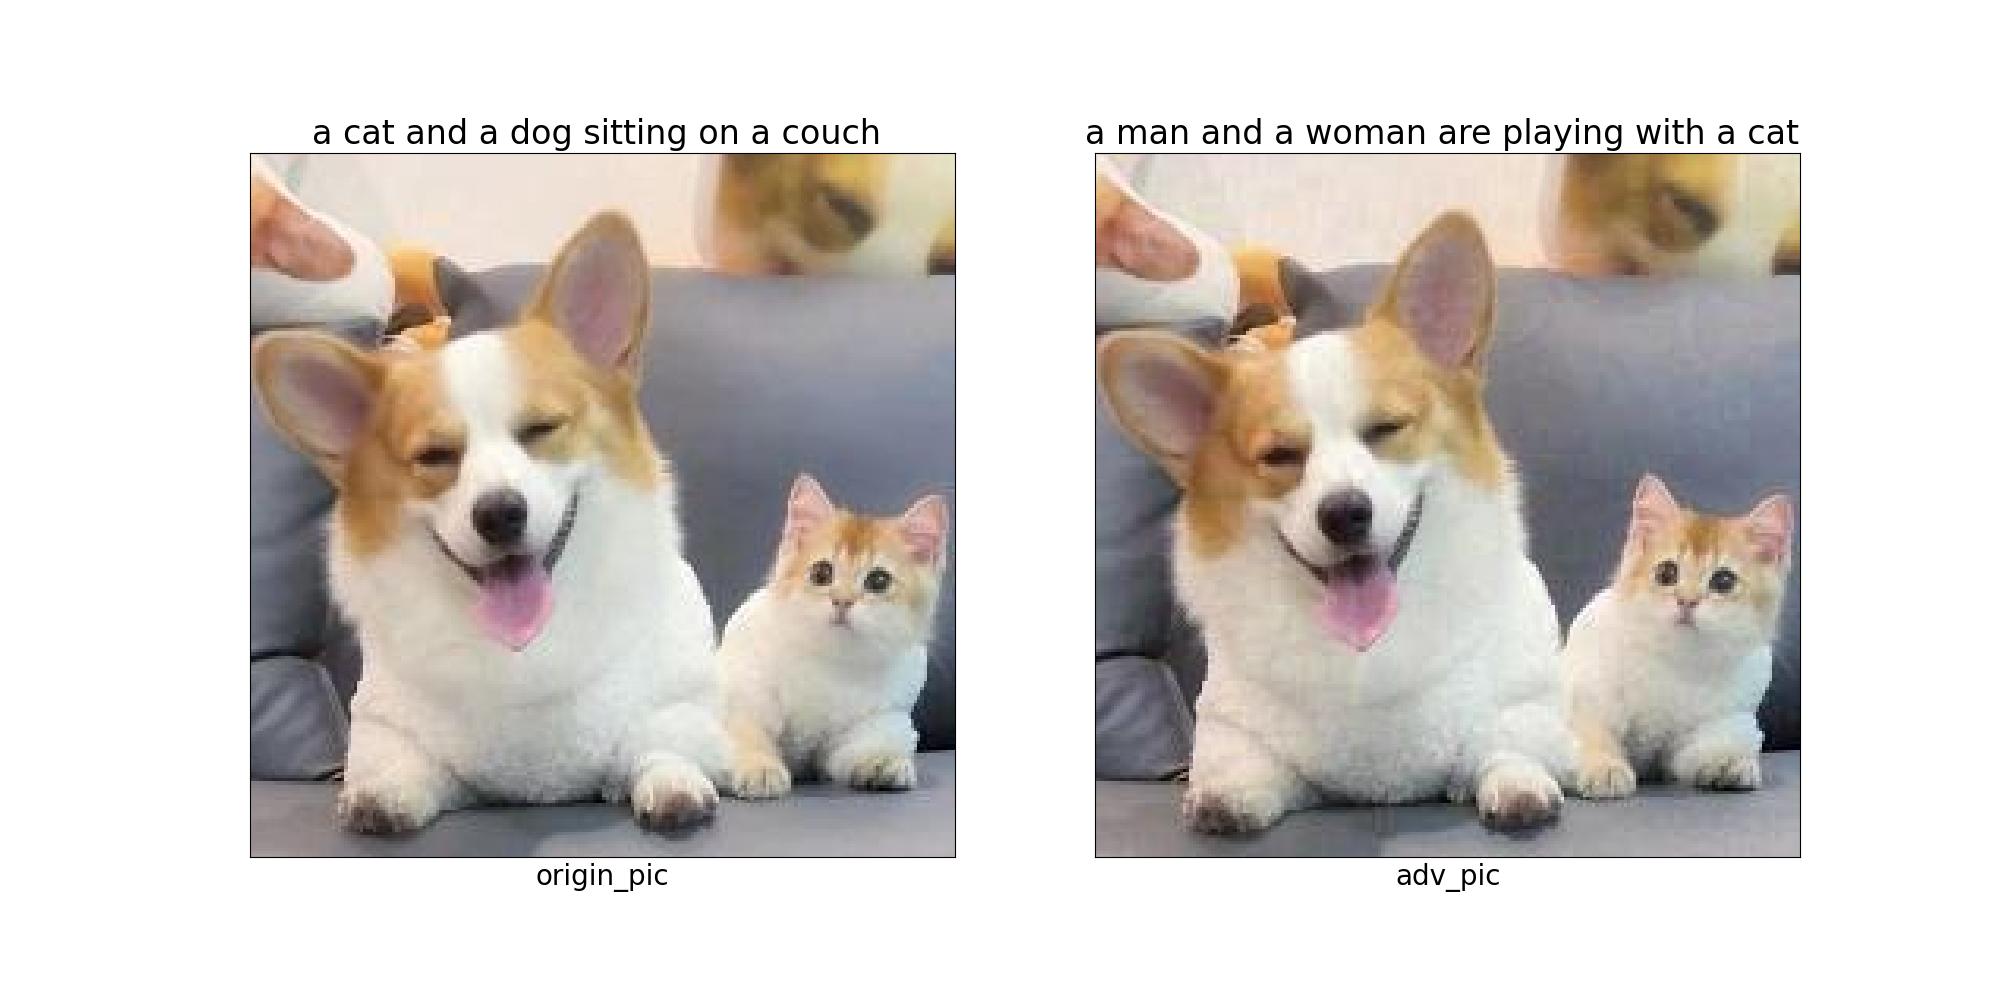 a cat and a dog sitting on a couch
a man and a woman are playing with a cat
origin_pic
adv_pic